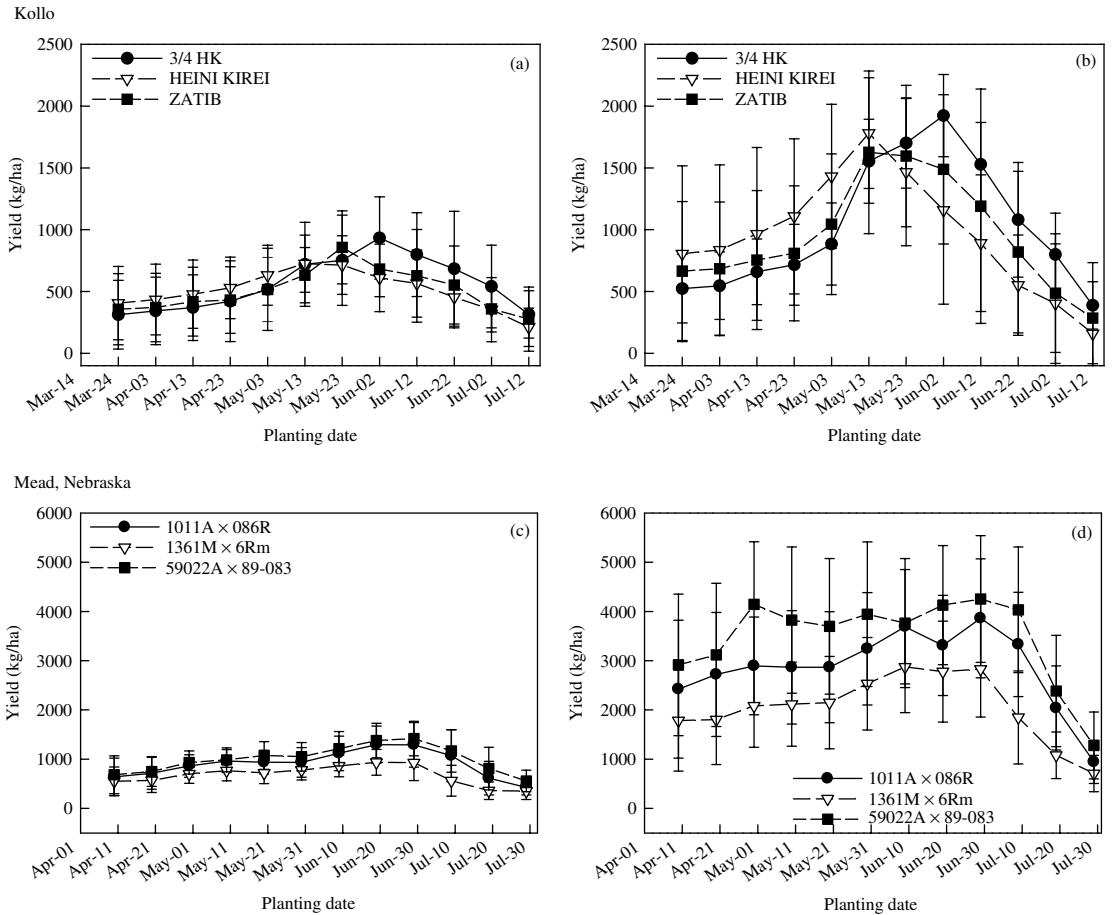 Kollo
2500
2000
1500
1000
500
0
Yield (kg/ha)
3/4 HK
HEINI KIREI
ZATIB
(a)
Mar-14
Mar-24
Apr-03
Apr-13
Apr-23
May-03
May-13
May-23
Jun-02
Jun-12
Jun-22
Jul-02
Jul-12
Planting date
2500
2000
1500
1000
500
0
Yield (kg/ha)
3/4 HK
HEINI KIREI
ZATIB
(b)
Mar-14
Mar-24
Apr-03
Apr-13
Apr-23
May-03
May-13
May-23
Jun-02
Jun-12
Jun-22
Jul-02
Jul-12
Planting date
Mead, Nebraska
6000
5000
4000
3000
2000
1000
0
Yield (kg/ha)
1011A × 086R
1361M × 6Rm
59022A × 89-083
(c)
Apr-01
Apr-11
Apr-21
May-01
May-11
May-21
May-31
Jun-10
Jun-20
Jun-30
Jul-10
Jul-20
Jul-30
Planting date
6000
5000
4000
3000
2000
1000
0
Yield (kg/ha)
(d)
1011A × 086R
1361M × 6Rm
59022A × 89-083
Apr-01
Apr-11
Apr-21
May-01
May-11
May-21
May-31
Jun-10
Jun-20
Jun-30
Jul-10
Jul-20
Jul-30
Planting date